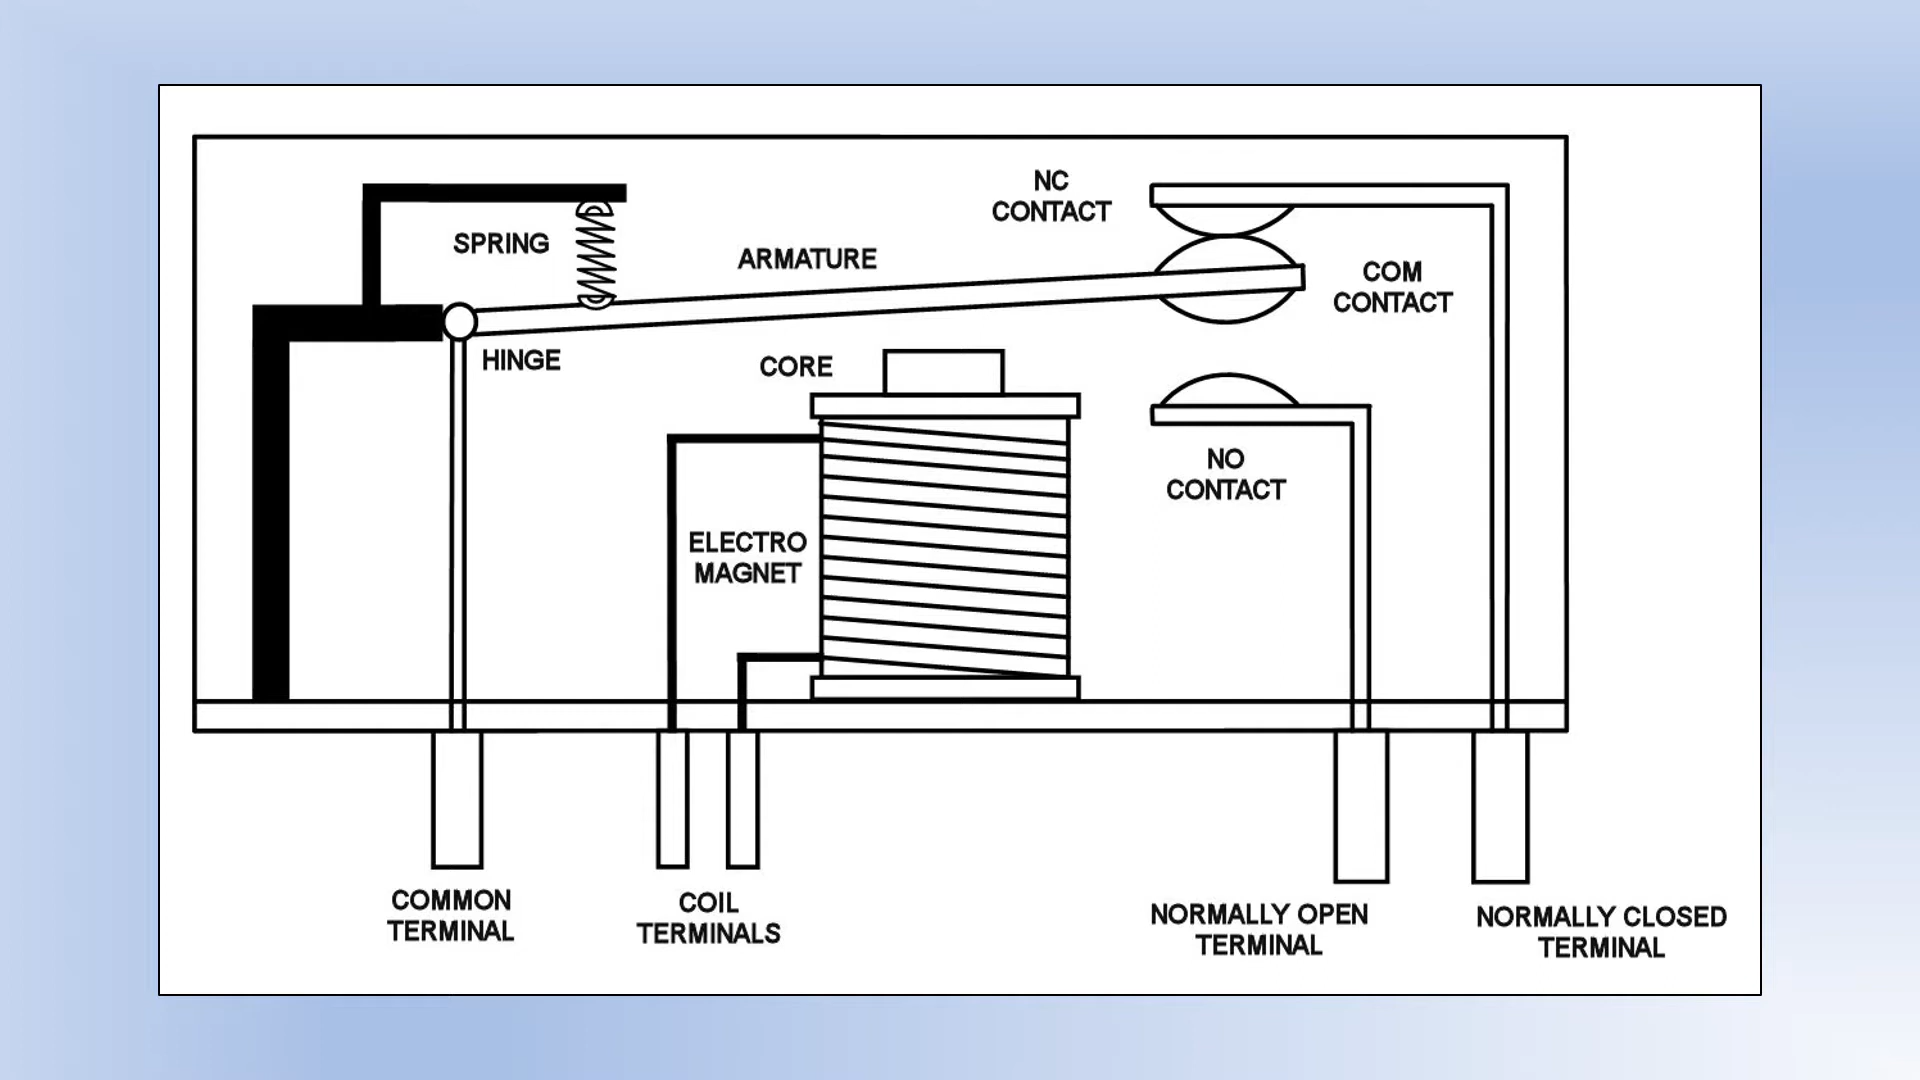 NC
CONTACT
SPRING
ARMATURE
COM
CONTACT
HINGE
CORE
NO
CONTACT
ELECTRO
MAGNET
COMMON
TERMINAL
COIL
TERMINALS
NORMALLY OPEN
TERMINAL
NORMALLY CLOSED
TERMINAL